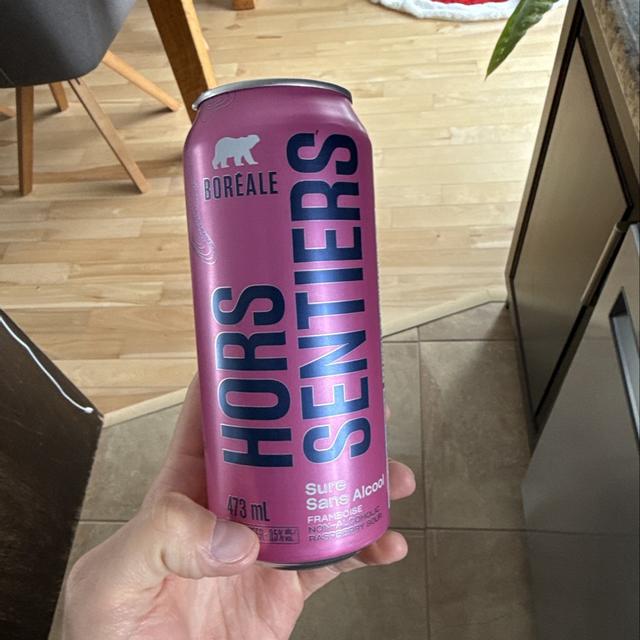 BORÉALE
HORS
SENTIERS
473 mL
Sure
Sans Alcool
FRAMBOISE
NON-ALCOHOLIC
RASPBERRY SOUR